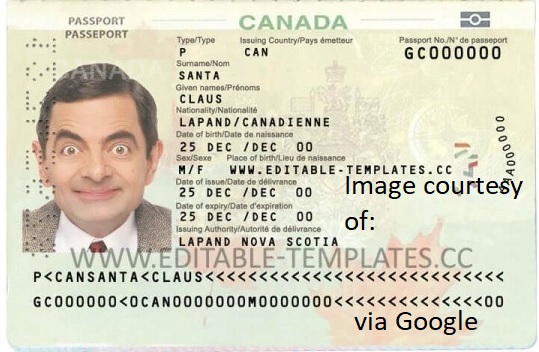 PASSPORT
PASSEPORT
CANADA
Type/Type Issuing Country/Pays émetteur Passport No./N° de passeport
P CAN GC000000
Surname/Nom
SANTA
Given names/Prénoms
CLAUS
Nationality/Nationalité
LAPAND/CANADIENNE
Date of birth/Date de naissance
25 DEC /DEC 00
Sex/Sexe Place of birth/Lieu de naissance
M/F WWW.EDITABLE-TEMPLATES.CC
Date of issue/Date de délivrance
25 DEC /DEC 00
Date of expiry/Date d'expiration
25 DEC /DEC 00
Issuing Authority/Autorité de délivrance
LAPAND NOVA SCOTIA
Image courtesy
of:
WWW.EDITABLE-TEMPLATES.CC
P<CANSANTA<CLAUS<<<<<<<<<<<<<<<<<<<<<<<<<<<<
GC000000<0CAN0000000M0000000<<<<<<<<<<<<<<00
via Google